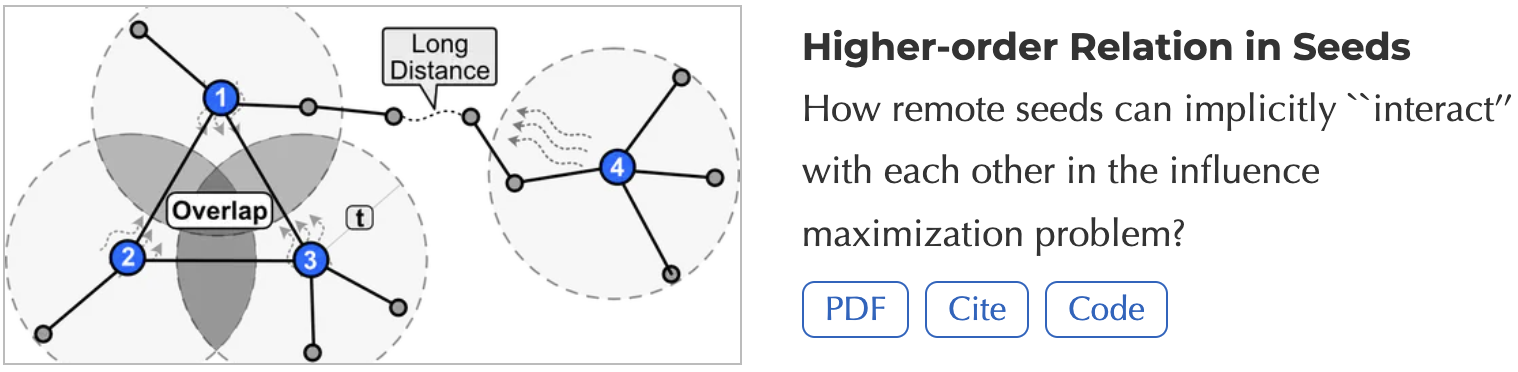 Long
Distance
1
4
Overlap
t
2
3
Higher-order Relation in Seeds
How remote seeds can implicitly ``interact’’
with each other in the influence
maximization problem?
PDF Cite Code